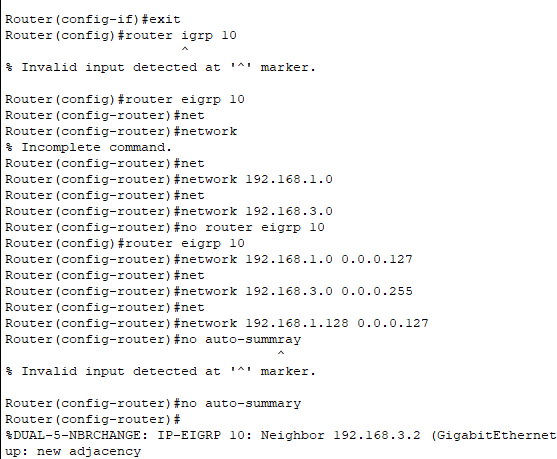 Router(config-if)#exit
Router(config)#router igrp 10
^
% Invalid input detected at '^' marker.
Router(config)#router eigrp 10
Router(config-router)#net
Router(config-router)#network
% Incomplete command.
Router(config-router)#net
Router(config-router)#network 192.168.1.0
Router(config-router)#net
Router(config-router)#network 192.168.3.0
Router(config-router)#no router eigrp 10
Router(config)#router eigrp 10
Router(config-router)#network 192.168.1.0 0.0.0.127
Router(config-router)#net
Router(config-router)#network 192.168.3.0 0.0.0.255
Router(config-router)#net
Router(config-router)#network 192.168.1.128 0.0.0.127
Router(config-router)#no auto-summray
^
% Invalid input detected at '^' marker.
Router(config-router)#no auto-summary
Router(config-router)#
%DUAL-5-NBRCHANGE: IP-EIGRP 10: Neighbor 192.168.3.2 (GigabitEthernet
up: new adjacency